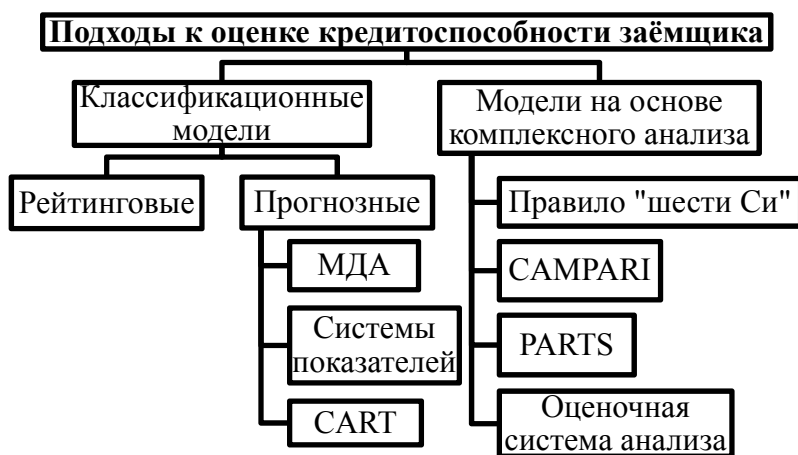 Подходы к оценке кредитоспособности заёмщика
Классификационные
модели
Модели на основе
комплексного анализа
Рейтинговые
Прогнозные
Правило "шести Си"
МДА
CAMPARI
Системы
показателей
PARTS
CART
Оценочная
система анализа